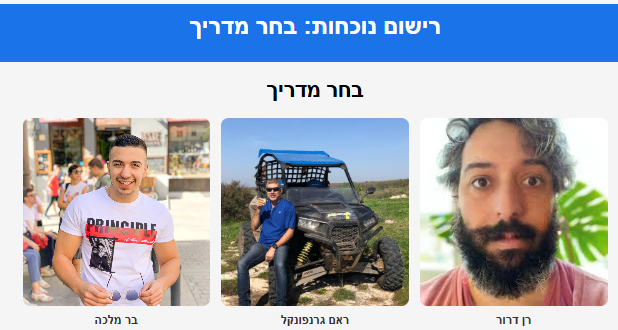 רישום נוכחות: בחר מדריך
בחר מדריך
PRINCIPLE
רן דרור
ראם גרנפונקל
בר מלכה